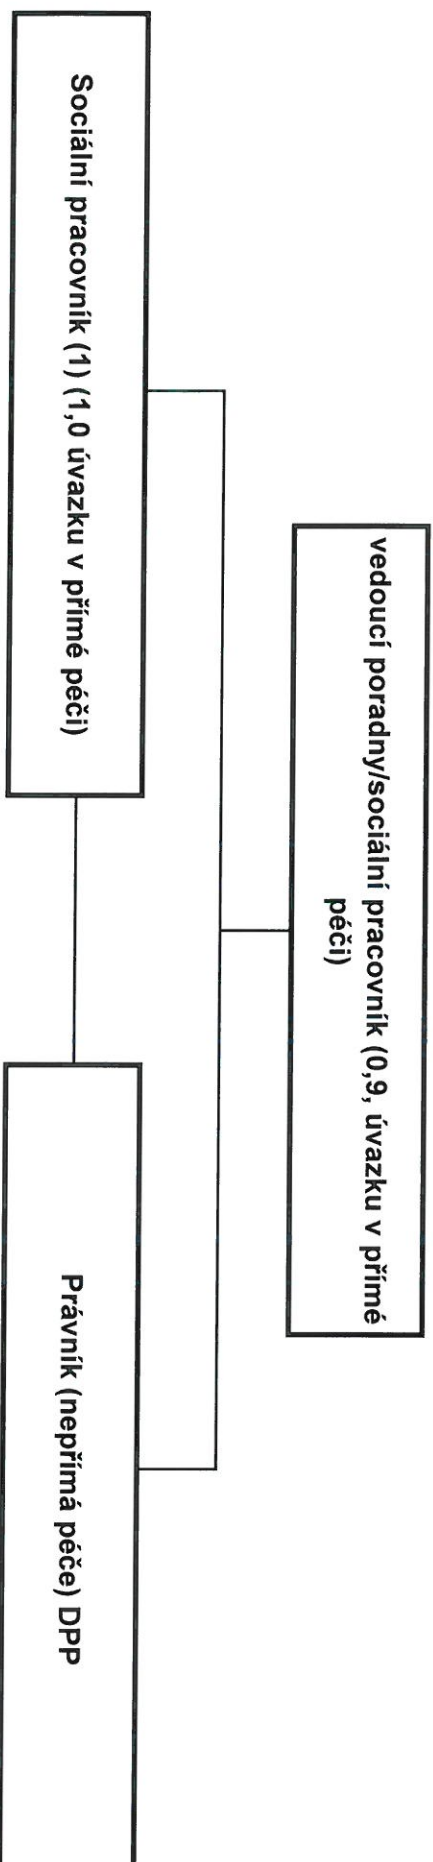 vedoucí poradny/sociální pracovník (0,9, úvazku v přímé
péči)
Sociální pracovník (1) (1,0 úvazku v přímé péči)
Právník (nepřímá péče) DPP